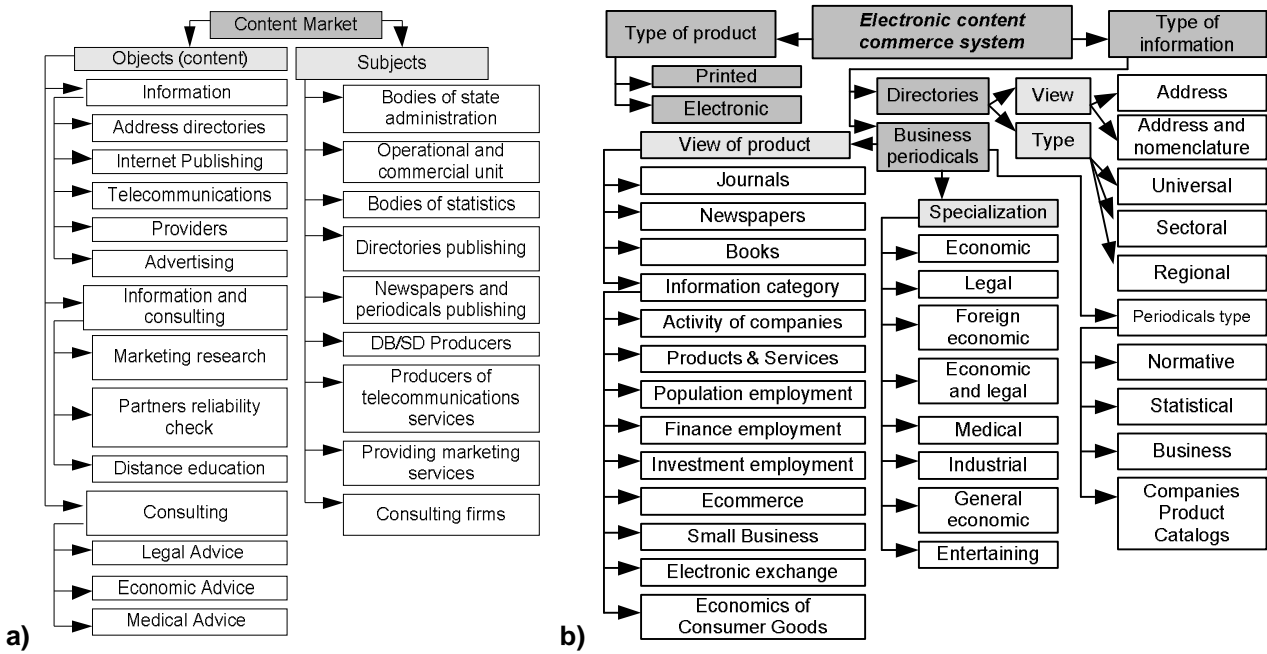 a)
Content Market
Objects (content)
Information
Address directories
Internet Publishing
Telecommunications
Providers
Advertising
Information and
consulting
Marketing research
Partners reliability
check
Distance education
Consulting
Legal Advice
Economic Advice
Medical Advice
Subjects
Bodies of state
administration
Operational and
commercial unit
Bodies of statistics
Directories publishing
Newspapers and
periodicals publishing
DB/SD Producers
Producers of
telecommunications
services
Providing marketing
services
Consulting firms
b)
Electronic content
commerce system
Type of product
Printed
Electronic
Type of
information
Directories
View
Address
Address and
nomenclature
Type
Universal
Sectoral
Regional
Business
periodicals
View of product
Journals
Newspapers
Books
Information category
Activity of companies
Products & Services
Population employment
Finance employment
Investment employment
Ecommerce
Small Business
Electronic exchange
Economics of
Consumer Goods
Specialization
Economic
Legal
Foreign
economic
Economic
and legal
Medical
Industrial
General
economic
Entertaining
Periodicals type
Normative
Statistical
Business
Companies
Product
Catalogs